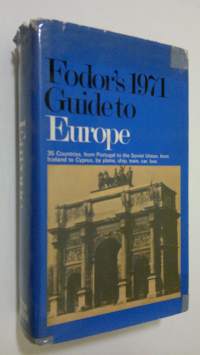 Fodor's 1971
Guide to
Europe
35 Countries, from Portugal to the Soviet Union, from
Iceland to Cyprus, by plane, ship, train, car, bus.